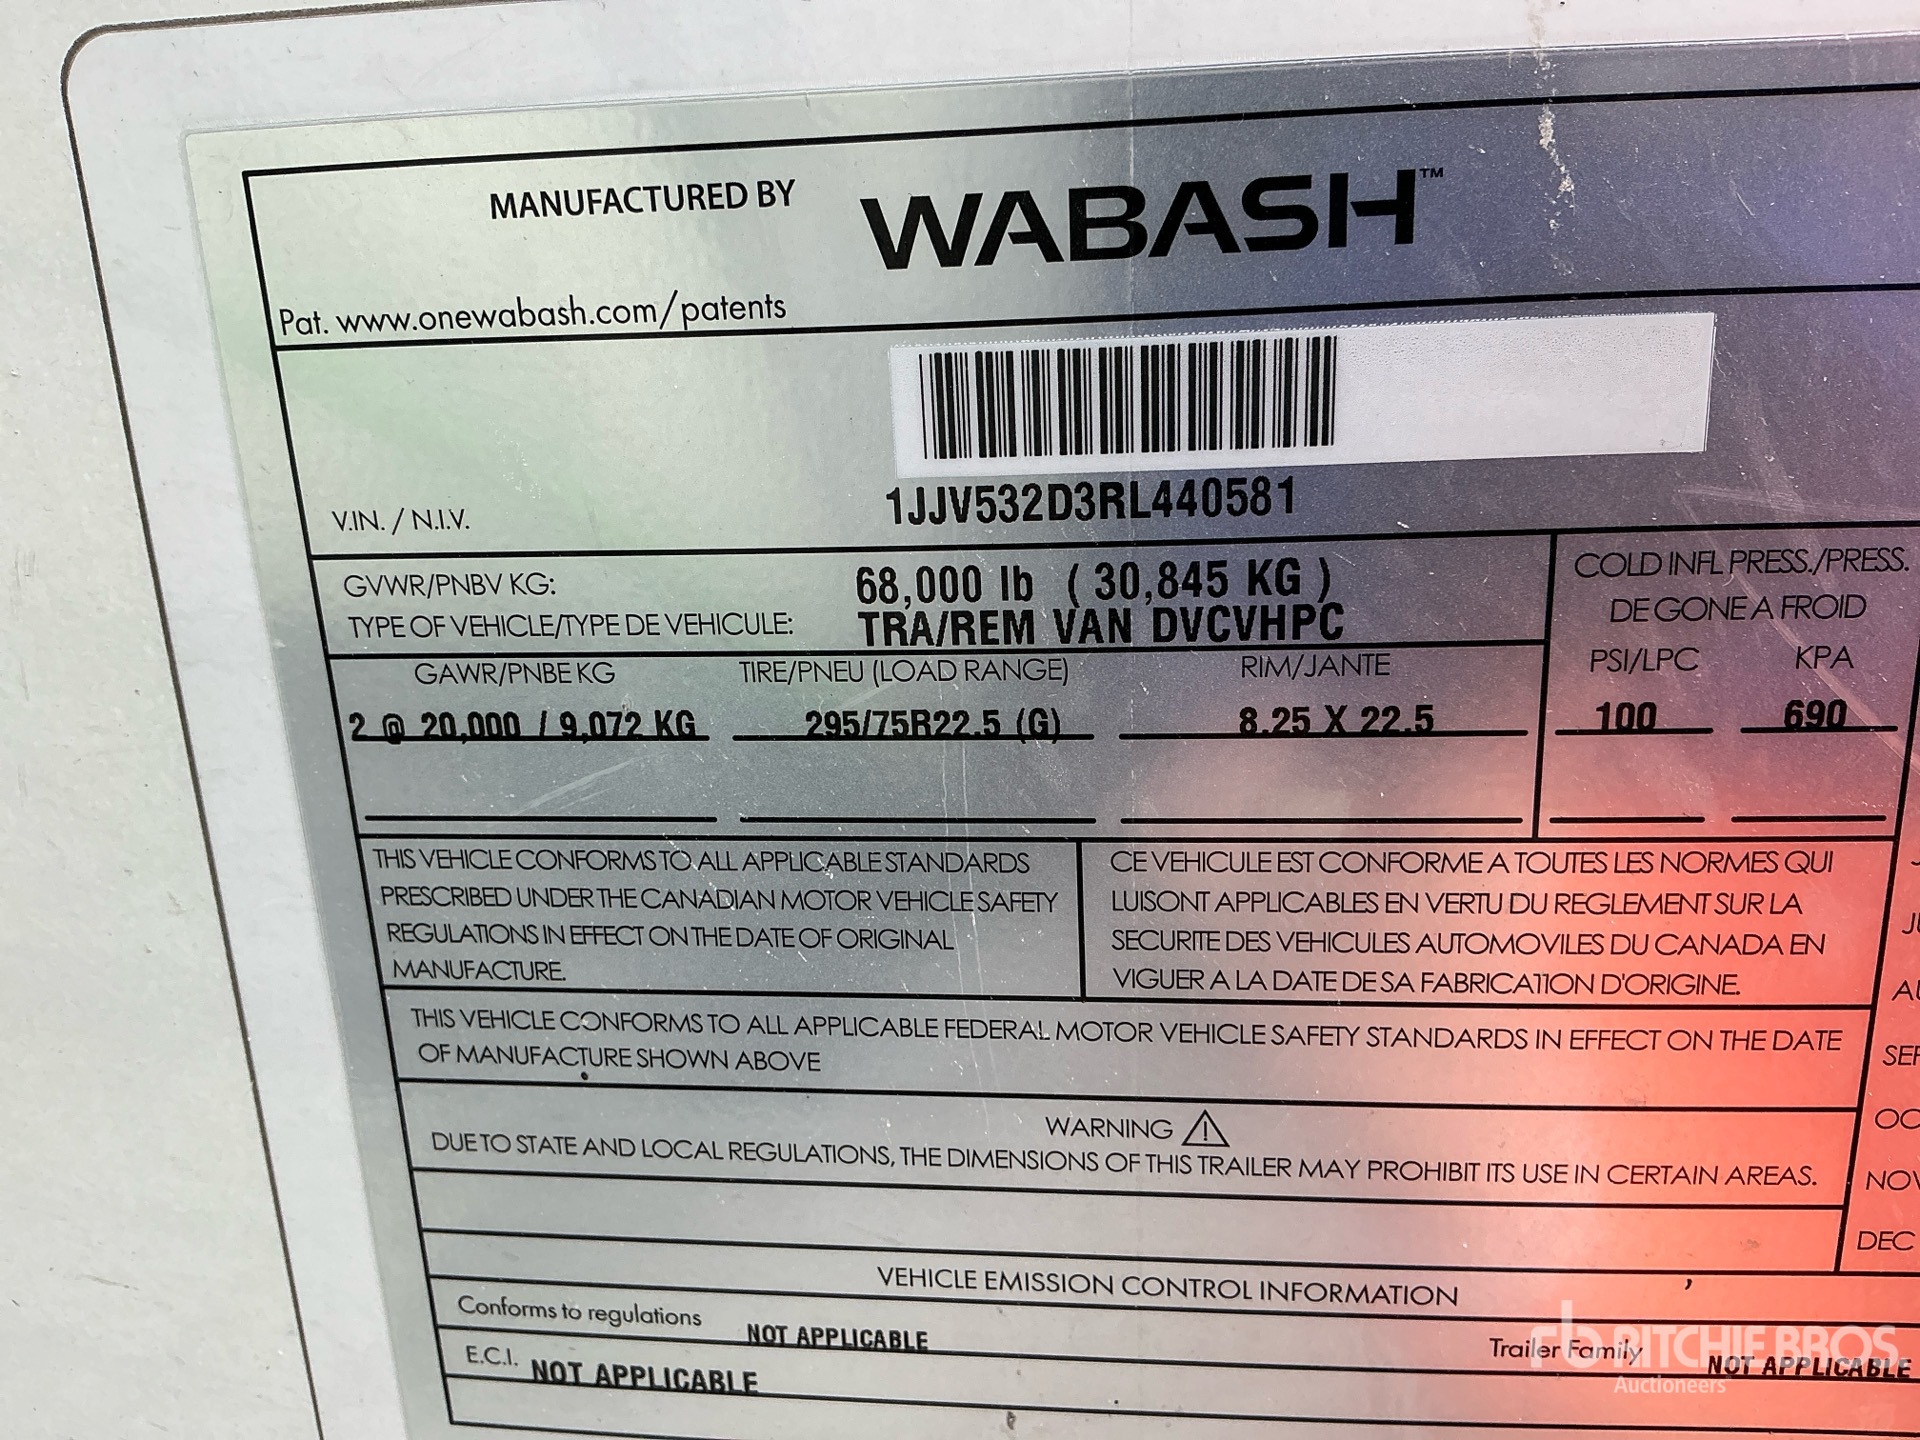 MANUFACTURED BY WABASH™
Pat. www.onewabash.com/patents
V.IN. / N.I.V. 1JJV532D3RL440581
GVWR/PNBV KG: 68,000 lb ( 30,845 KG )
TYPE OF VEHICLE/TYPE DE VEHICULE: TRA/REM VAN DVCVHPC
COLD INFL PRESS./PRESS.
DE GONE A FROID
GAWR/PNBE KG TIRE/PNEU (LOAD RANGE) RIM/JANTE PSI/LPC KPA
2 @ 20,000 / 9,072 KG 295/75R22.5 (G) 8.25 X 22.5 100 690
THIS VEHICLE CONFORMS TO ALL APPLICABLE STANDARDS
PRESCRIBED UNDER THE CANADIAN MOTOR VEHICLE SAFETY
REGULATIONS IN EFFECT ON THE DATE OF ORIGINAL
MANUFACTURE.
CE VEHICULE EST CONFORME A TOUTES LES NORMES QUI
LUISONT APPLICABLES EN VERTU DU REGLEMENT SUR LA
SECURITE DES VEHICULES AUTOMOVILES DU CANADA EN
VIGUER A LA DATE DE SA FABRICA11ON D'ORIGINE.
THIS VEHICLE CONFORMS TO ALL APPLICABLE FEDERAL MOTOR VEHICLE SAFETY STANDARDS IN EFFECT ON THE DATE
OF MANUFACTURE SHOWN ABOVE
WARNING
DUE TO STATE AND LOCAL REGULATIONS, THE DIMENSIONS OF THIS TRAILER MAY PROHIBIT ITS USE IN CERTAIN AREAS.
NOV
DEC
VEHICLE EMISSION CONTROL INFORMATION
Conforms to regulations NOT APPLICABLE
Trailer Family NOT APPLICABLE
E.C.I. NOT APPLICABLE
rb RITCHIE BROS
Auctioneers